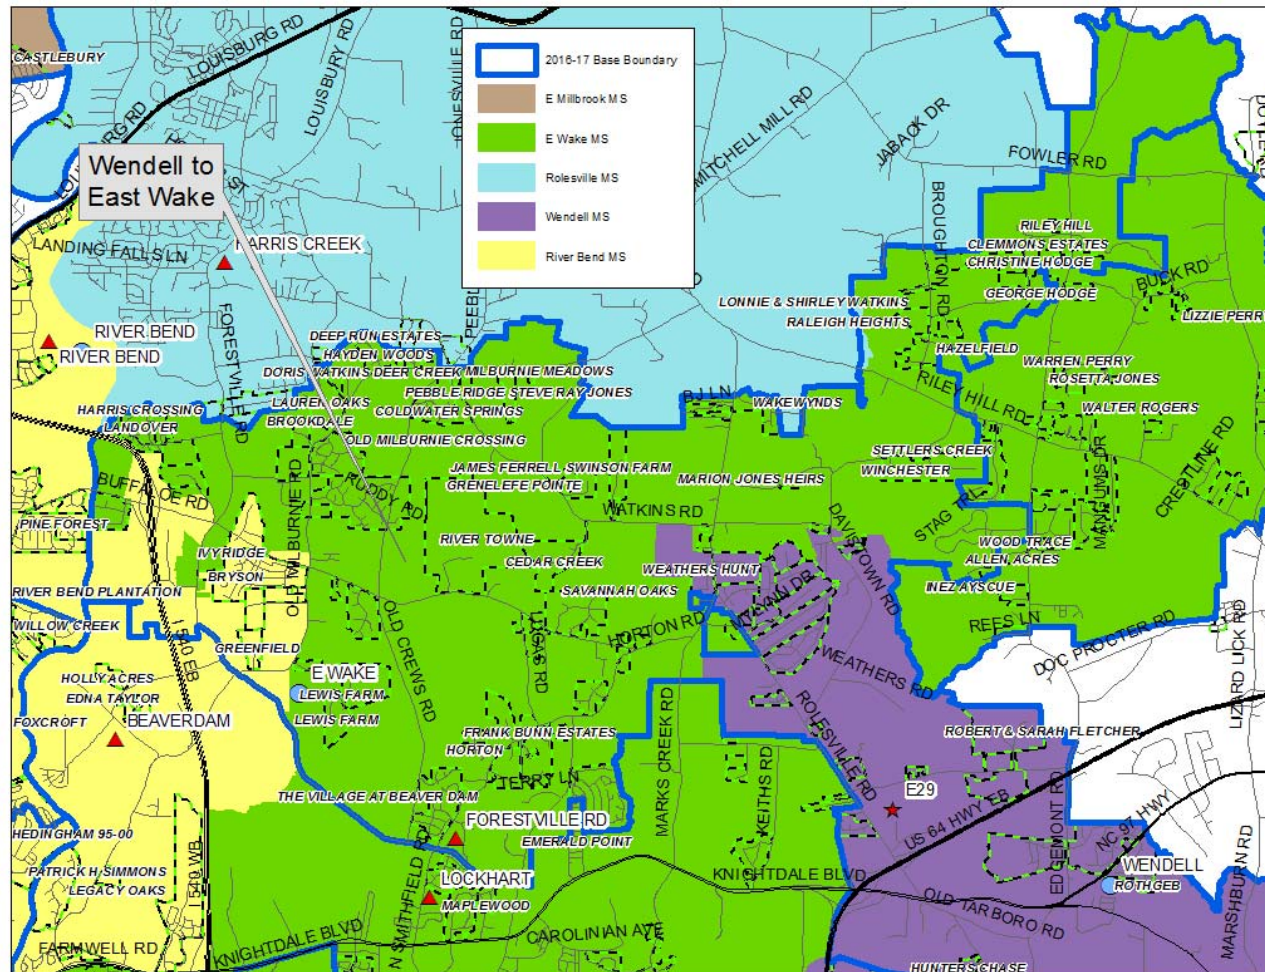 CASTLEBURY
LOUISBURG RD
LOUISBURY RD
JONESVILLE RD
2016-17 Base Boundary
E Millbrook MS
E Wake MS
Rolesville MS
Wendell MS
River Bend MS
Wendell to
East Wake
MITCHELL MILL RD
JABACK DR
FOWLER RD
BROUGHTON RD
LANDING FALLS LN
HARRIS CREEK
RILEY HILL
CLEMMONS ESTATES
CHRISTINE HODGE
BUCK RD
GEORGE HODGE
LONNIE & SHIRLEY WATKINS
RALEIGH HEIGHTS
LIZZIE PERR
RIVER BEND
RIVER BEND
FORESTVILLE RD
DEEP RUN ESTATES
HAYDEN WOODS
HAZELFIELD
DORIS WATKINS DEER CREEK MILBURNIE MEADOWS
WARREN PERRY
ROSETTA JONES
PEBBLE RIDGE STEVE RAY JONES
BJ LN
WAKEWYNDS
RILEY HILL RD
WALTER ROGERS
HARRIS CROSSING
LAUREN OAKS
COLDWATER SPRINGS
LANDOVER
BROOKDALE
OLD MILBURNIE CROSSING
SETTLERS CREEK
WINCHESTER
MANGUMS DR
CRESTLINE RD
JAMES FERRELL SWINSON FARM
GRENELEFE POINTE
MARION JONES HEIRS
BUFFALOE RD
OLD MILBURNIE RD
RUDDY RD
WATKINS RD
DAVISTOWN RD
STAG TRL
PINE FOREST
RIVER TOWNE
WOOD TRACE
ALLEN ACRES
IVYRIDGE
BRYSON
CEDAR CREEK
WEATHERS HUNT
INEZ AYSCUE
RIVER BEND PLANTATION
SAVANNAH OAKS
WILLOW CREEK
I 540 EB
OLD CREWS RD
LUCAS RD
HORTON RD
REES LN
DOC PROCTER RD
LIZARD LICK RD
GREENFIELD
WEATHERS RD
HOLLY ACRES
EDNA TAYLOR
E WAKE
LEWIS FARM
FOXCROFT
BEAVERDAM
LEWIS FARM
MARKS CREEK RD
ROLESVILLE RD
FRANK BUNN ESTATES
HORTON
ROBERT & SARAH FLETCHER
TERRY LN
KEITHS RD
THE VILLAGE AT BEAVER DAM
E29
US 64 HWY EB
EDGEMONT RD
NC 97 HWY
HEDINGHAM 95-00
FORESTVILLE RD
EMERALD POINT
PATRICK H SIMMONS
LEGACY OAKS
I 540 WB
LOCKHART
MAPLEWOOD
KNIGHTDALE BLVD
WENDELL
ROTHGEB
OLD TARBORO RD
MARSHBURN RD
FARMWELL RD
KNIGHTDALE BLVD
N SMITHFIELD RD
CAROLINIAN AVE
HUNTERS CHASE